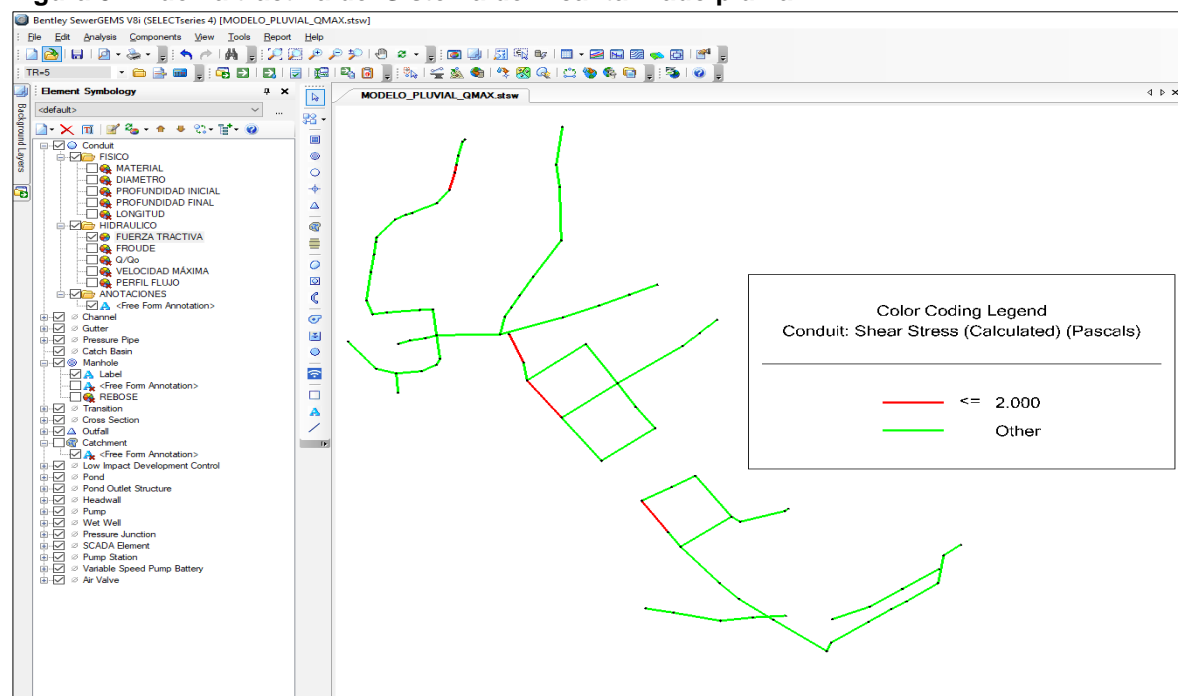 Bentley SewerGEMS V8i (SELECTseries 4) [MODELO_PLUVIAL_QMAX.stsw]
File Edit Analysis Components View Tools Report Help
TR=5
Element Symbology
<default>
...
Background Layers
Conduit
FISICO
MATERIAL
DIAMETRO
PROFUNDIDAD INICIAL
PROFUNDIDAD FINAL
LONGITUD
HIDRAULICO
FUERZA TRACTIVA
FROUDE
Q/Qo
VELOCIDAD MÁXIMA
PERFIL FLUJO
ANOTACIONES
<Free Form Annotation>
Channel
Gutter
Pressure Pipe
Catch Basin
Manhole
Label
<Free Form Annotation>
REBOSE
Transition
Cross Section
Outfall
Catchment
<Free Form Annotation>
Low Impact Development Control
Pond
Pond Outlet Structure
Headwall
Pump
Wet Well
Pressure Junction
SCADA Element
Pump Station
Variable Speed Pump Battery
Air Valve
MODELO_PLUVIAL_QMAX.stsw
Color Coding Legend
Conduit: Shear Stress (Calculated) (Pascals)
<= 2.000
Other